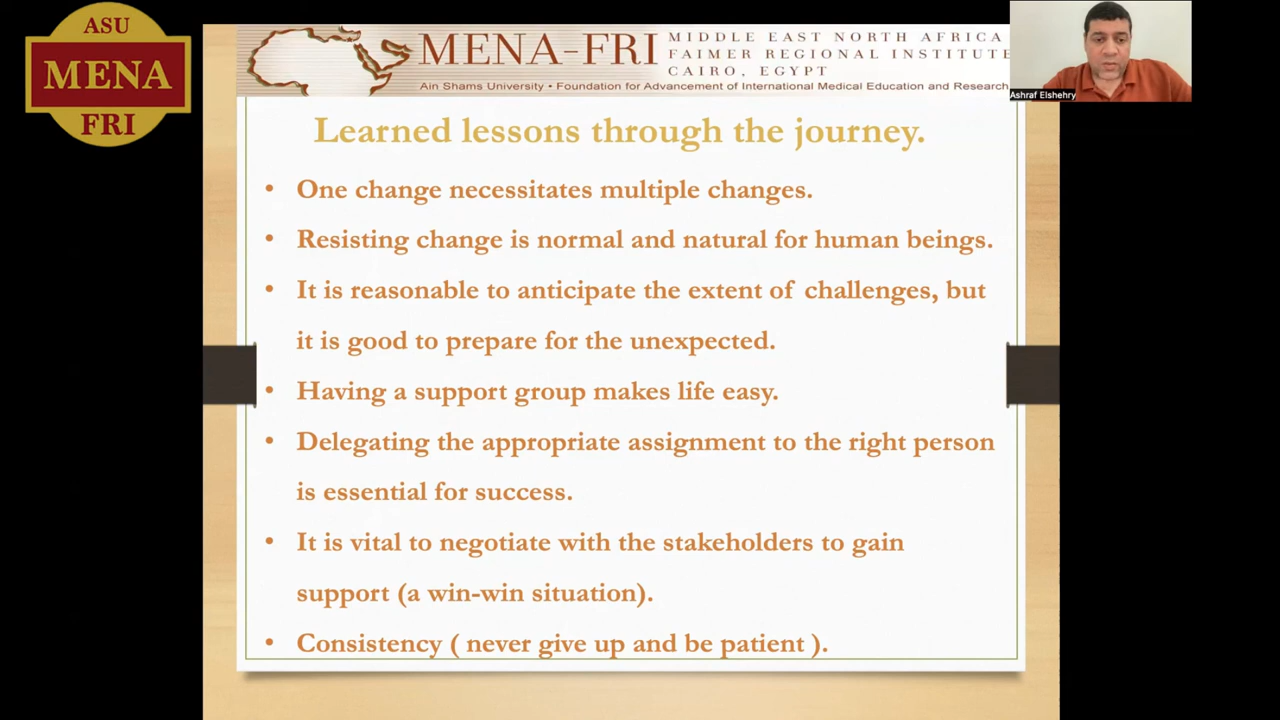 ASU
MENA
FRI
MENA-FRI
MIDDLE EAST NORTH AFRICA
FAIMER REGIONAL INSTITUTE
CAIRO, EGYPT
Ain Shams University • Foundation for Advancement of International Medical Education and Research
Ashraf Elshehry
Learned lessons through the journey.
• One change necessitates multiple changes.
• Resisting change is normal and natural for human beings.
• It is reasonable to anticipate the extent of challenges, but
it is good to prepare for the unexpected.
• Having a support group makes life easy.
• Delegating the appropriate assignment to the right person
is essential for success.
• It is vital to negotiate with the stakeholders to gain
support (a win-win situation).
• Consistency ( never give up and be patient ).